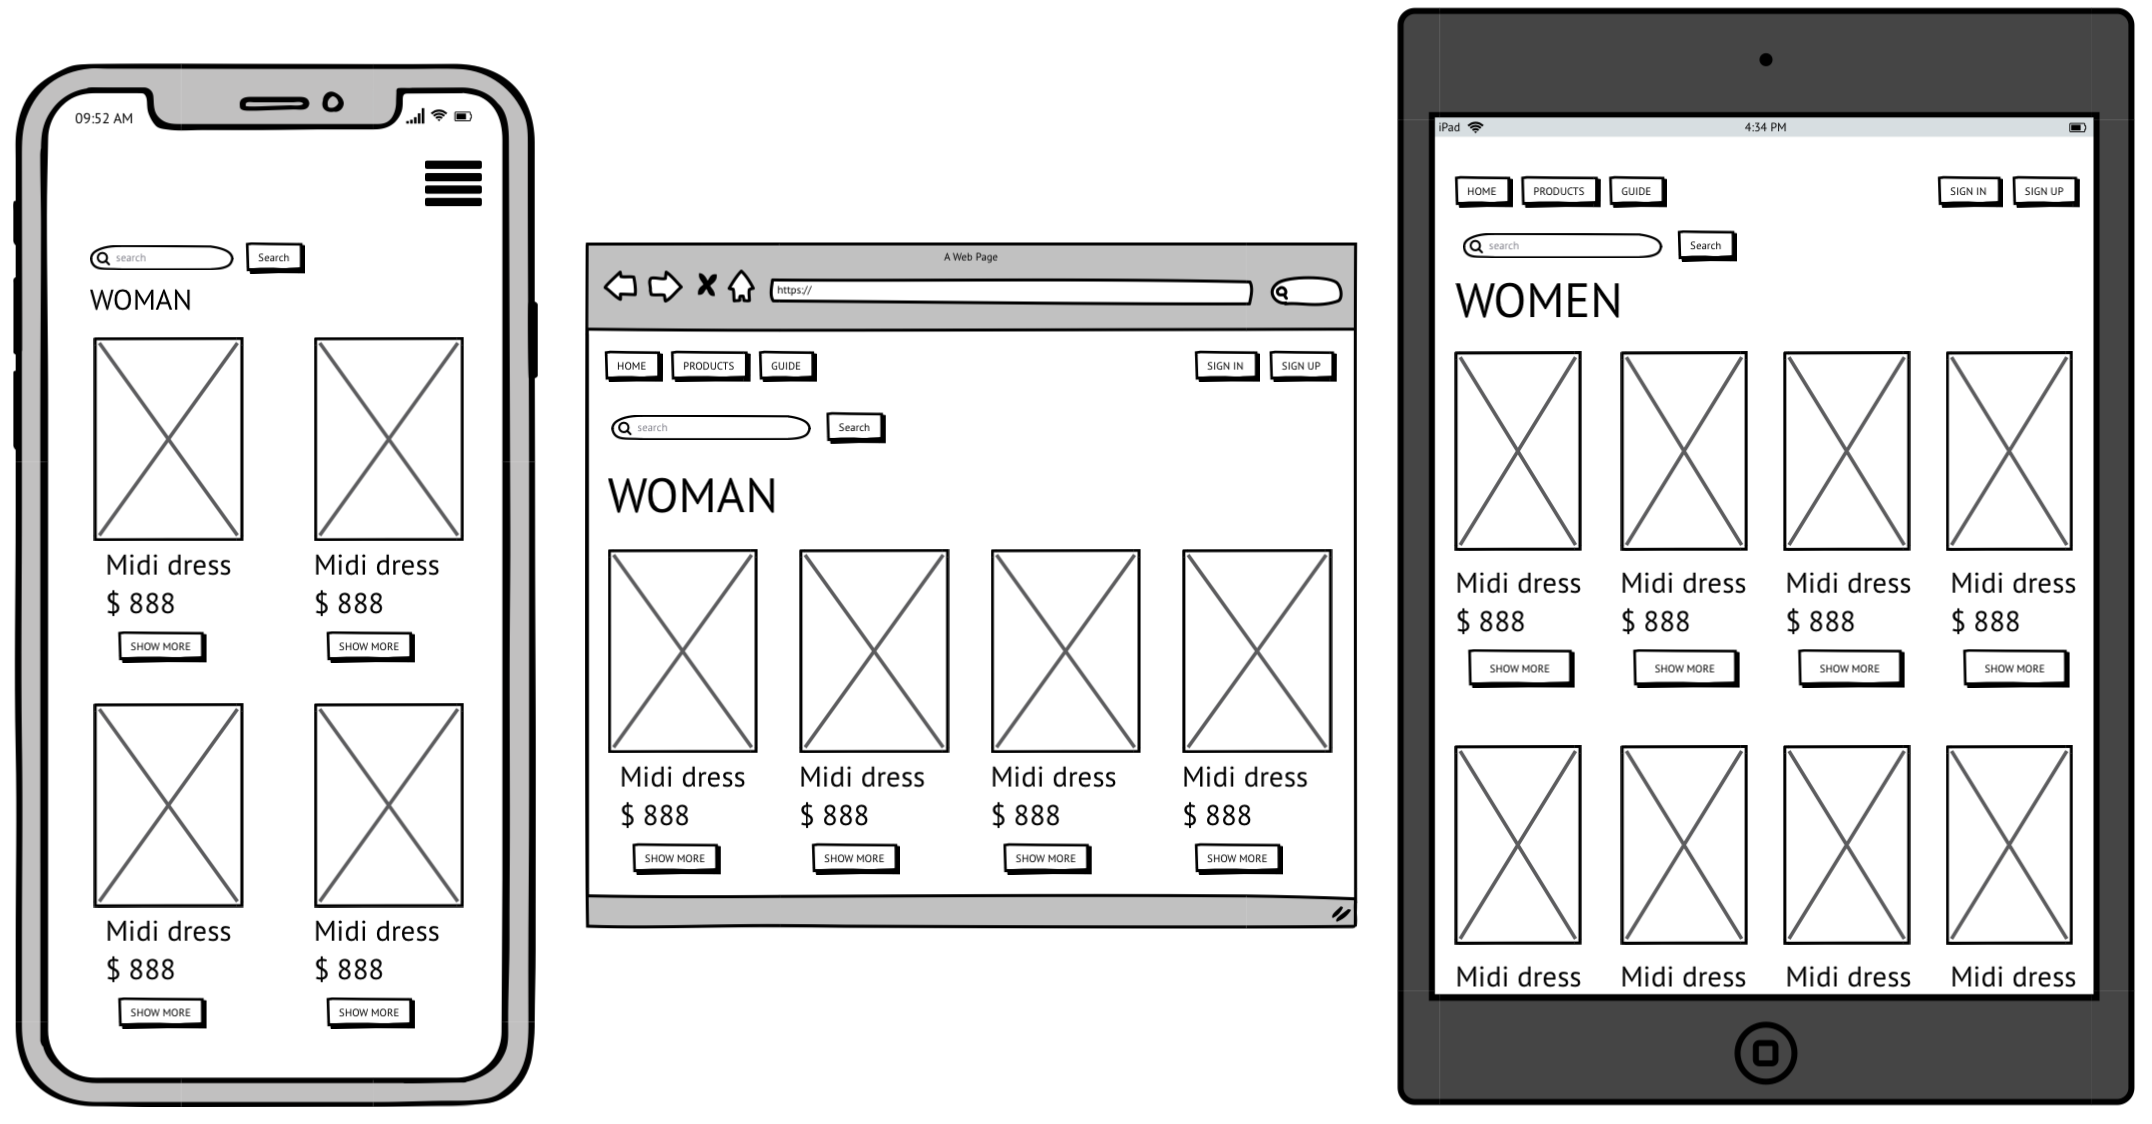 09:52 AM
search Search
WOMAN
Midi dress Midi dress
$ 888 $ 888
SHOW MORE SHOW MORE
Midi dress Midi dress
$ 888 $ 888
SHOW MORE SHOW MORE
A Web Page
https://
HOME PRODUCTS GUIDE SIGN IN SIGN UP
search Search
WOMAN
Midi dress Midi dress Midi dress Midi dress
$ 888 $ 888 $ 888 $ 888
SHOW MORE SHOW MORE SHOW MORE SHOW MORE
iPad 4:34 PM
HOME PRODUCTS GUIDE SIGN IN SIGN UP
search Search
WOMEN
Midi dress Midi dress Midi dress Midi dress
$ 888 $ 888 $ 888 $ 888
SHOW MORE SHOW MORE SHOW MORE SHOW MORE
Midi dress Midi dress Midi dress Midi dress